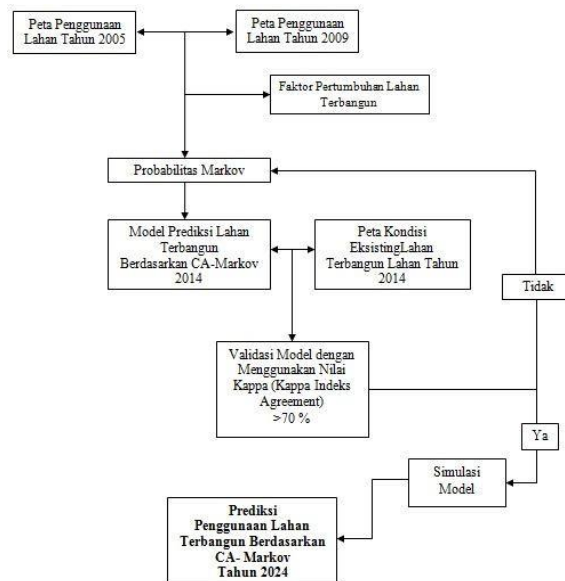 Peta Penggunaan
Lahan Tahun 2005
Peta Penggunaan
Lahan Tahun 2009
Faktor Pertumbuhan Lahan
Terbangun
Probabilitas Markov
Model Prediksi Lahan
Terbangun
Berdasarkan CA-Markov
2014
Peta Kondisi
EksistingLahan
Terbangun Lahan Tahun
2014
Tidak
Validasi Model dengan
Menggunakan Nilai
Kappa (Kappa Indeks
Agreement)
>70 %
Ya
Simulasi
Model
Prediksi
Penggunaan Lahan
Terbangun Berdasarkan
CA- Markov
Tahun 2024